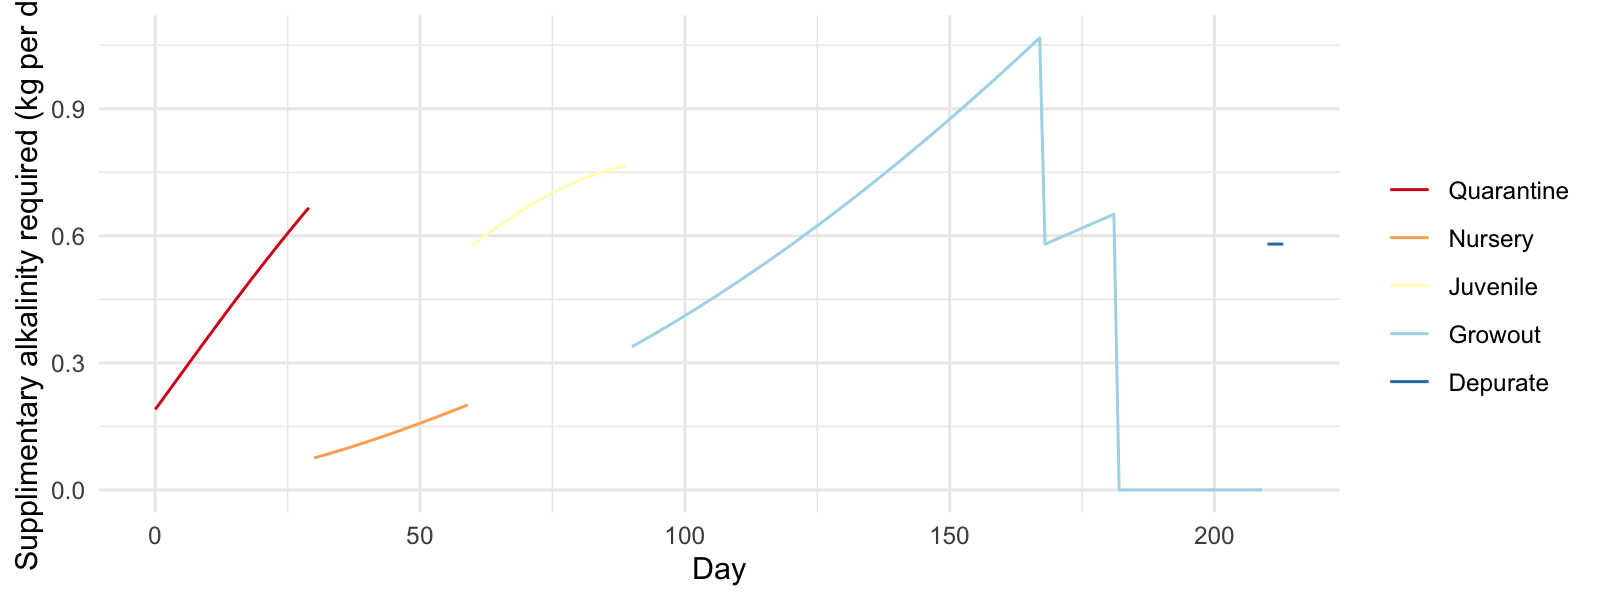 Supplimentary alkalinity required (kg per d
0.9
0.6
0.3
0.0
0
50
100
150
200
Day
Quarantine
Nursery
Juvenile
Growout
Depurate